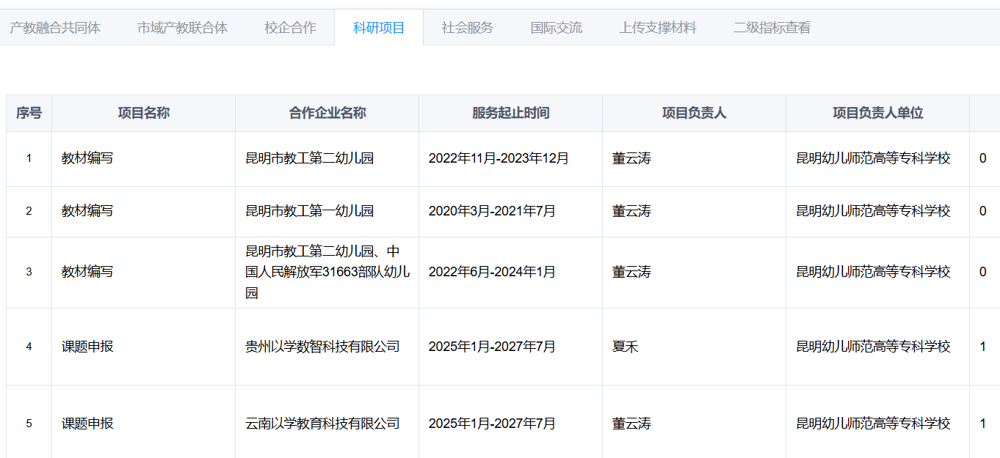 产教融合共同体 市域产教联合体 校企合作 科研项目 社会服务 国际交流 上传支撑材料 二级指标查看
序号 项目名称 合作企业名称 服务起止时间 项目负责人 项目负责人单位
1 教材编写 昆明市教工第二幼儿园 2022年11月-2023年12月 董云涛 昆明幼儿师范高等专科学校 0
2 教材编写 昆明市教工第一幼儿园 2020年3月-2021年7月 董云涛 昆明幼儿师范高等专科学校 0
昆明市教工第二幼儿园、中
3 教材编写 国人民解放军31663部队幼儿 2022年6月-2024年1月 董云涛 昆明幼儿师范高等专科学校 0
园
4 课题申报 贵州以学数智科技有限公司 2025年1月-2027年7月 夏禾 昆明幼儿师范高等专科学校 1
5 课题申报 云南以学教育科技有限公司 2025年1月-2027年7月 董云涛 昆明幼儿师范高等专科学校 1